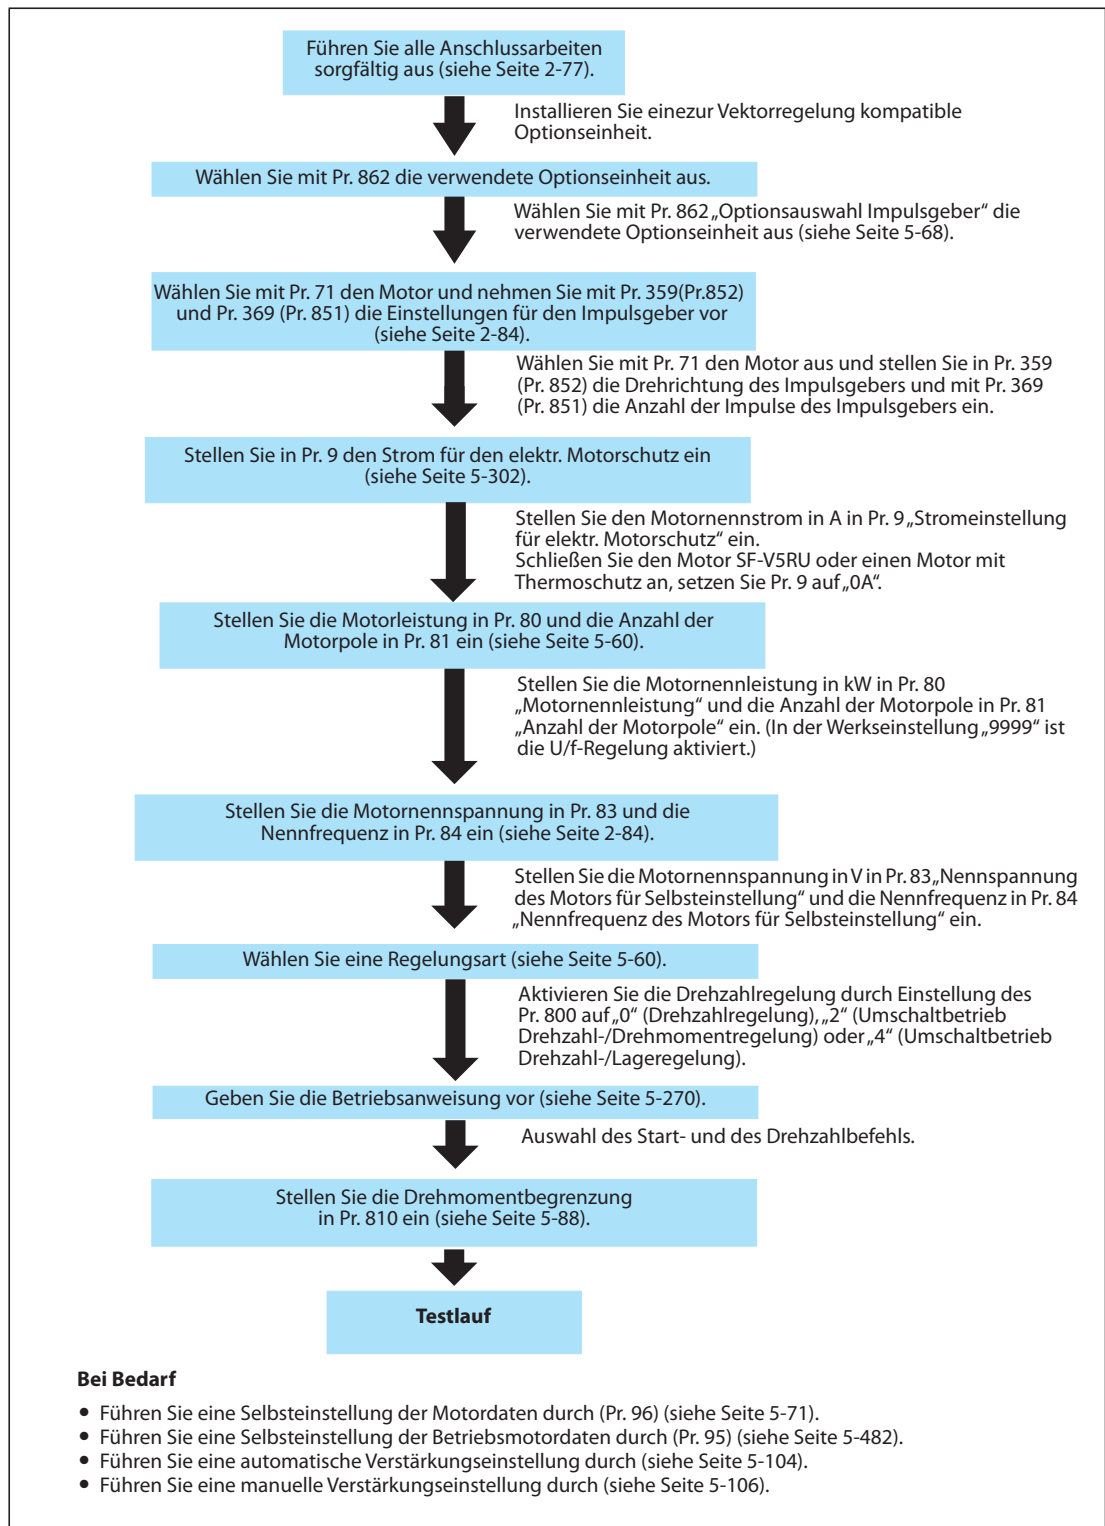 Führen Sie alle Anschlussarbeiten
sorgfältig aus (siehe Seite 2-77).
Installieren Sie einezur Vektorregelung kompatible
Optionseinheit.
Wählen Sie mit Pr. 862 die verwendete Optionseinheit aus.
Wählen Sie mit Pr. 862 „Optionsauswahl Impulsgeber“ die
verwendete Optionseinheit aus (siehe Seite 5-68).
Wählen Sie mit Pr. 71 den Motor und nehmen Sie mit Pr. 359(Pr.852)
und Pr. 369 (Pr. 851) die Einstellungen für den Impulsgeber vor
(siehe Seite 2-84).
Wählen Sie mit Pr. 71 den Motor aus und stellen Sie in Pr. 359
(Pr. 852) die Drehrichtung des Impulsgebers und mit Pr. 369
(Pr. 851) die Anzahl der Impulse des Impulsgebers ein.
Stellen Sie in Pr. 9 den Strom für den elektr. Motorschutz ein
(siehe Seite 5-302).
Stellen Sie den Motornennstrom in A in Pr. 9 „Stromeinstellung
für elektr. Motorschutz“ ein.
Schließen Sie den Motor SF-V5RU oder einen Motor mit
Thermoschutz an, setzen Sie Pr. 9 auf „0A“.
Stellen Sie die Motorleistung in Pr. 80 und die Anzahl der
Motorpole in Pr. 81 ein (siehe Seite 5-60).
Stellen Sie die Motornennleistung in kW in Pr. 80
„Motornennleistung“ und die Anzahl der Motorpole in Pr. 81
„Anzahl der Motorpole“ ein. (In der Werkseinstellung „9999“ ist
die U/f-Regelung aktiviert.)
Stellen Sie die Motornennspannung in Pr. 83 und die
Nennfrequenz in Pr. 84 ein (siehe Seite 2-84).
Stellen Sie die Motornennspannung in V in Pr. 83 „Nennspannung
des Motors für Selbsteinstellung“ und die Nennfrequenz in Pr. 84
„Nennfrequenz des Motors für Selbsteinstellung“ ein.
Wählen Sie eine Regelungsart (siehe Seite 5-60).
Aktivieren Sie die Drehzahlregelung durch Einstellung des
Pr. 800 auf „0“ (Drehzahlregelung), „2“ (Umschaltbetrieb
Drehzahl-/Drehmomentregelung) oder „4“ (Umschaltbetrieb
Drehzahl-/Lageregelung).
Geben Sie die Betriebsanweisung vor (siehe Seite 5-270).
Auswahl des Start- und des Drehzahlbefehls.
Stellen Sie die Drehmomentbegrenzung
in Pr. 810 ein (siehe Seite 5-88).
Testlauf
Bei Bedarf
● Führen Sie eine Selbsteinstellung der Motordaten durch (Pr. 96) (siehe Seite 5-71).
● Führen Sie eine Selbsteinstellung der Betriebsmotordaten durch (Pr. 95) (siehe Seite 5-482).
● Führen Sie eine automatische Verstärkungseinstellung durch (siehe Seite 5-104).
● Führen Sie eine manuelle Verstärkungseinstellung durch (siehe Seite 5-106).